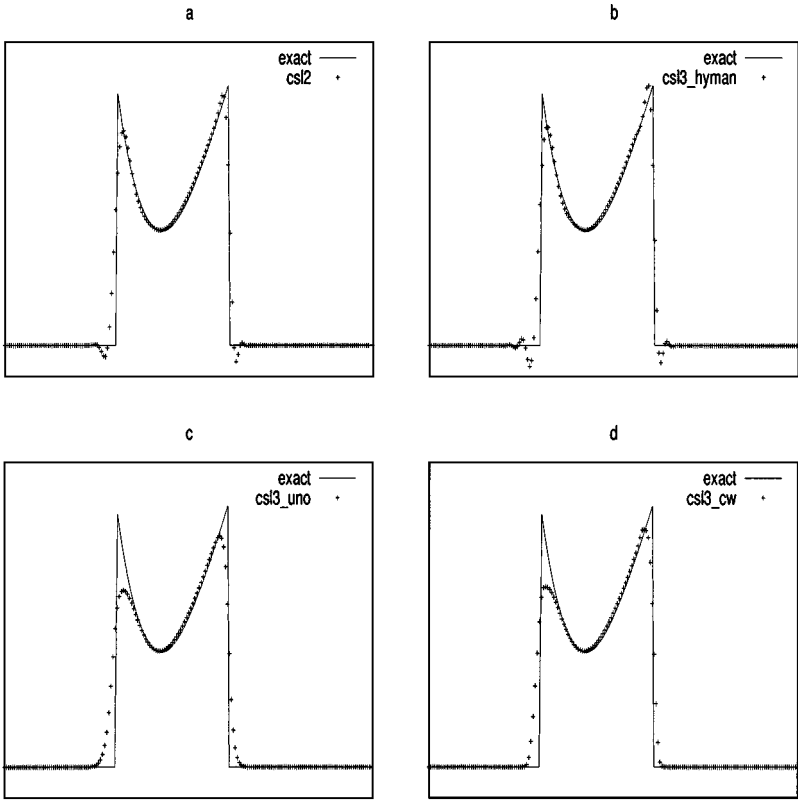 a
exact
csl2
b
exact
csl3_hyman
c
exact
csl3_uno
d
exact
csl3_cw